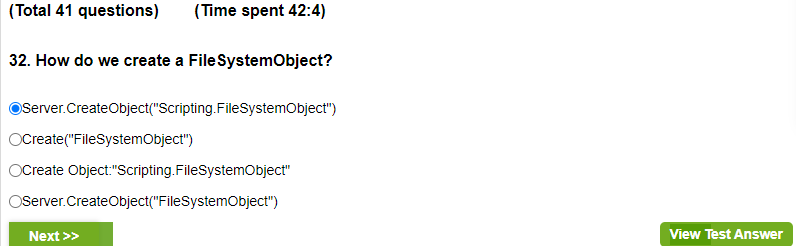 (Total 41 questions) (Time spent 42:4)
32. How do we create a FileSystemObject?
Server.CreateObject("Scripting.FileSystemObject")
Create("FileSystemObject")
Create Object:"Scripting.FileSystemObject"
Server.CreateObject("FileSystemObject")
Next >> View Test Answer